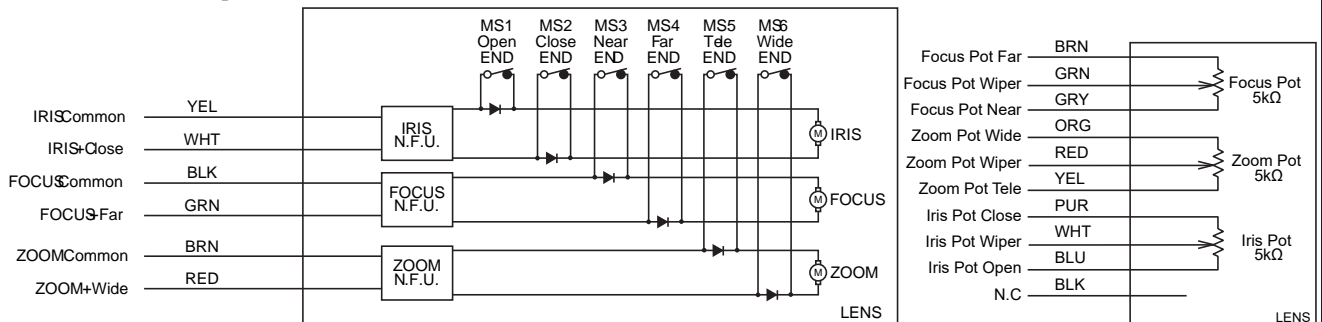 MS1 MS2 MS3 MS4 MS5 MS6
Open Close Near Far Tele Wide
END END END END END END
IRIS Common YEL
IRIS+Close WHT
IRIS
N.F.U.
M IRIS
FOCUS Common BLK
FOCUS+Far GRN
FOCUS
N.F.U.
M FOCUS
ZOOM Common BRN
ZOOM+Wide RED
ZOOM
N.F.U.
M ZOOM
LENS
Focus Pot Far BRN
Focus Pot Wiper GRN
Focus Pot Near GRY
Focus Pot
5kΩ
Zoom Pot Wide ORG
Zoom Pot Wiper RED
Zoom Pot Tele YEL
Zoom Pot
5kΩ
Iris Pot Close PUR
Iris Pot Wiper WHT
Iris Pot Open BLU
Iris Pot
5kΩ
N.C BLK
LENS